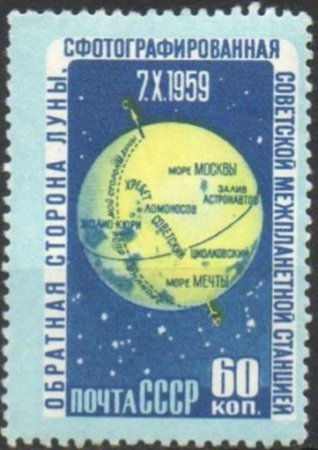 ОБРАТНАЯ СТОРОНА ЛУНЫ,
СФОТОГРАФИРОВАННАЯ
СОВЕТСКОЙ МЕЖПЛАНЕТНОЙ СТАНЦИЕЙ
7.X.1959
С
МОРЕ МОСКВЫ
ХРЕБЕТ
СОВЕТСКИЙ
ЗАЛИВ
АСТРОНАВТОВ
ЛОМОНОСОВ
ЖОЛИО-КЮРИ
ЦИОЛКОВСКИЙ
МОРЕ МЕЧТЫ
Ю
ПОЧТА СССР
60
КОП.